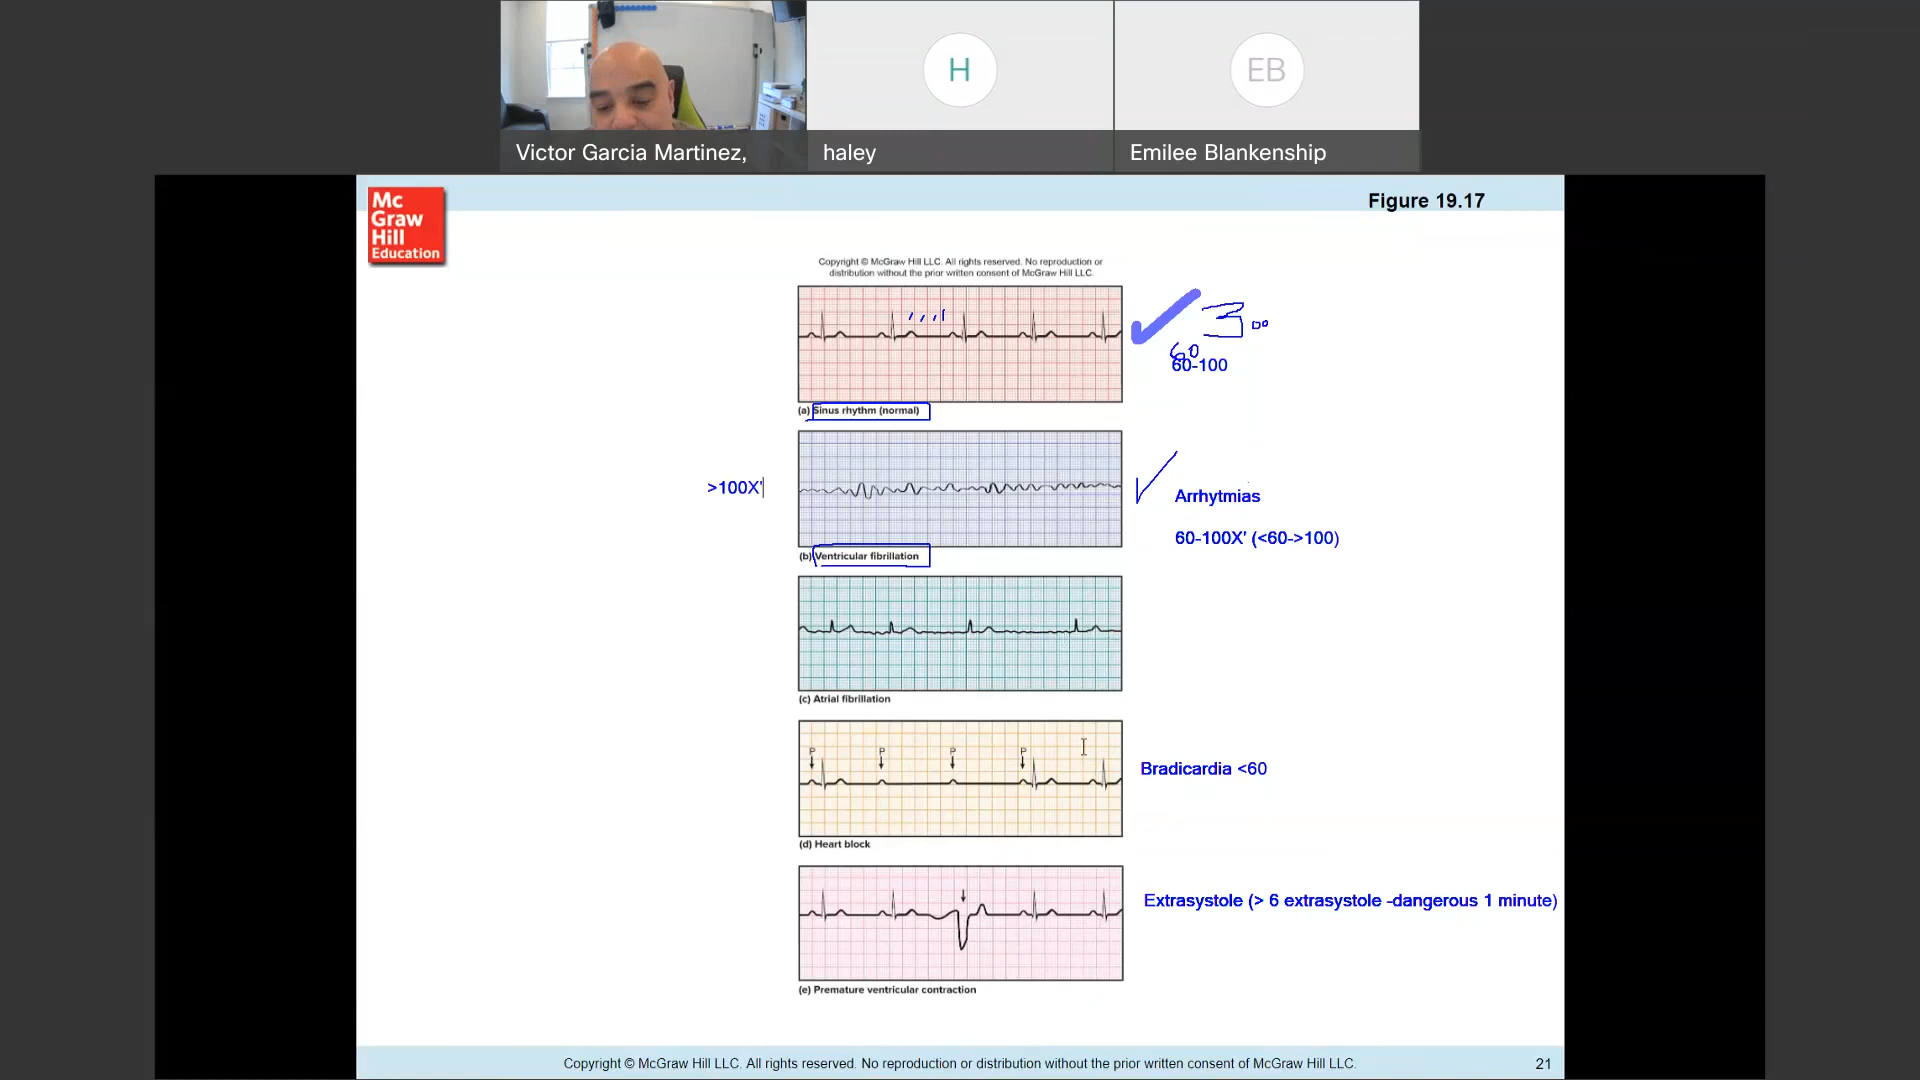 H
EB
Victor Garcia Martinez,
haley
Emilee Blankenship
Mc
Graw
Hill
Education
Figure 19.17
Copyright © McGraw Hill LLC. All rights reserved. No reproduction or
distribution without the prior written consent of McGraw Hill LLC.
60
60-100
(a) Sinus rhythm (normal)
>100X'
Arrhytmias
60-100X' (<60->100)
(b) Ventricular fibrillation
(c) Atrial fibrillation
P P P P
Bradicardia <60
(d) Heart block
Extrasystole (> 6 extrasystole -dangerous 1 minute)
(e) Premature ventricular contraction
Copyright © McGraw Hill LLC. All rights reserved. No reproduction or distribution without the prior written consent of McGraw Hill LLC.
21